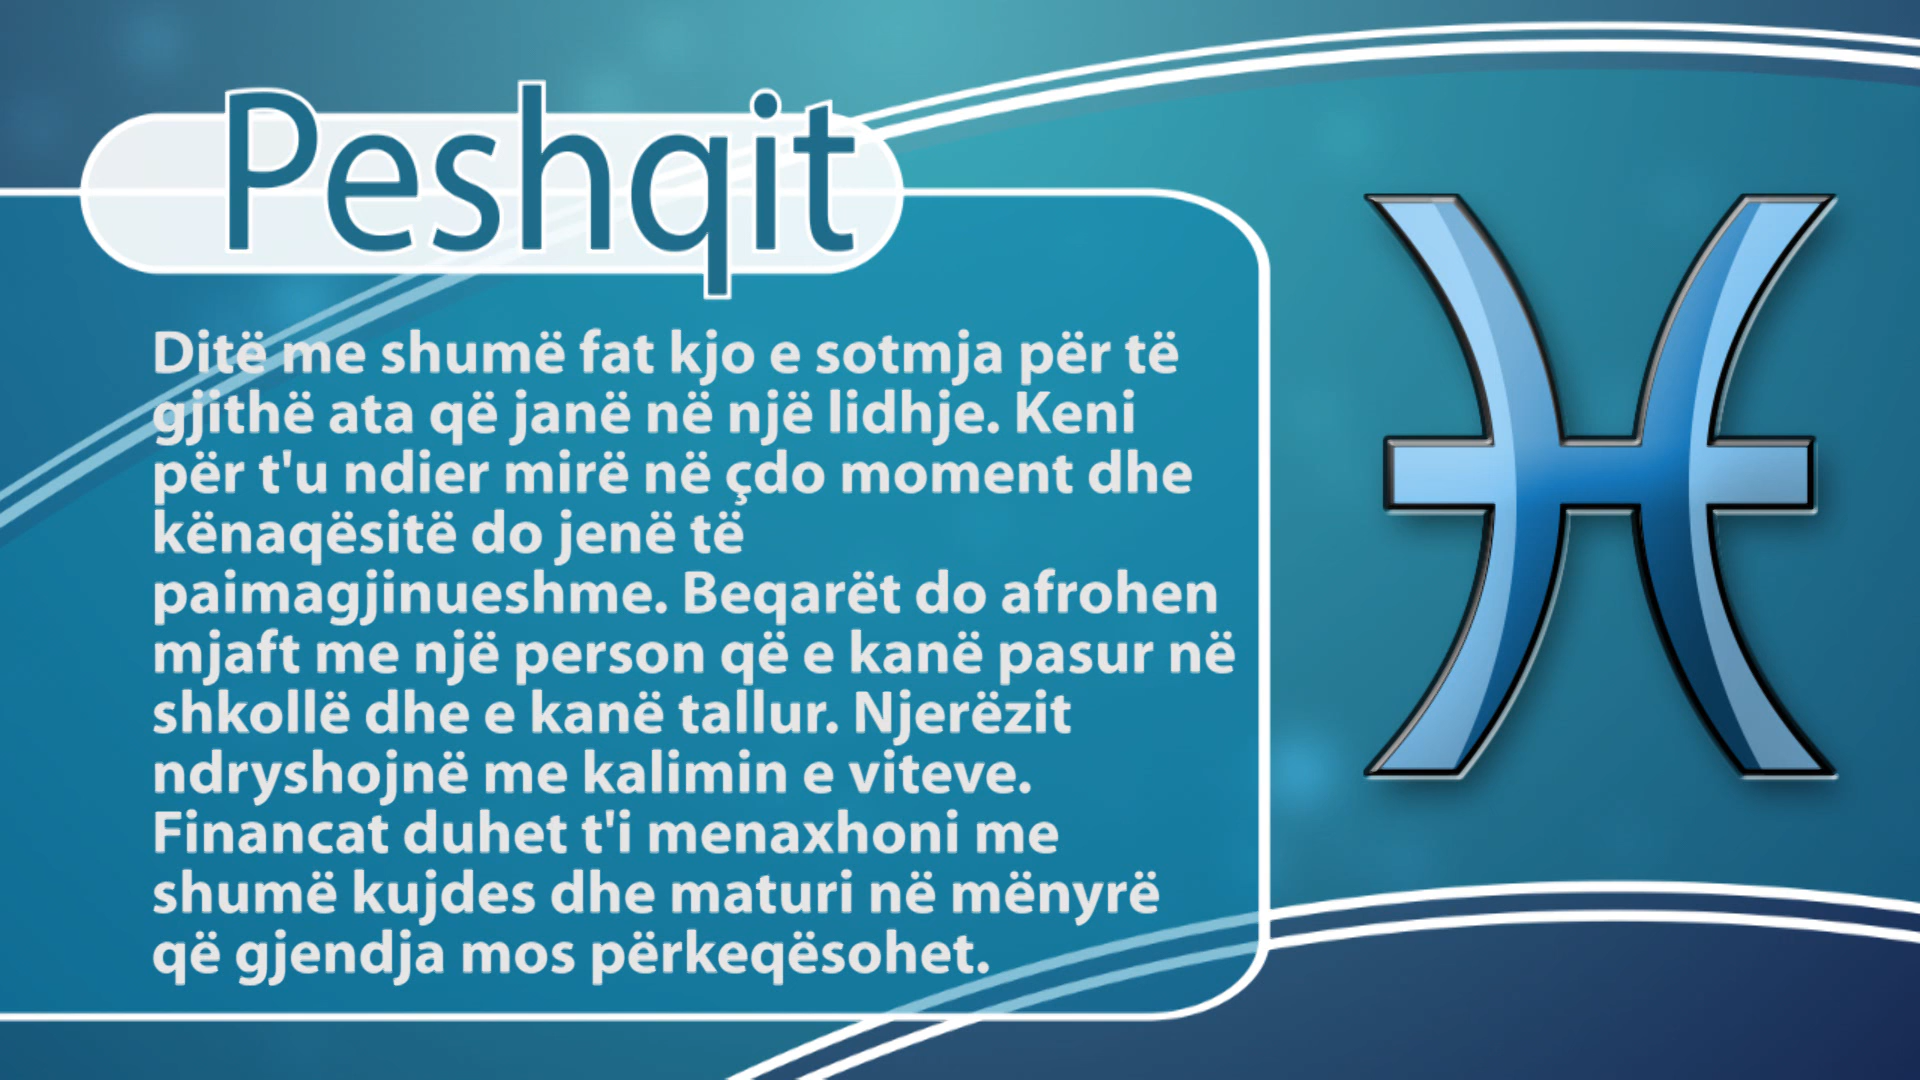 Peshqit
Ditë me shumë fat kjo e sotmja për të
gjithë ata që janë në një lidhje. Keni
për t'u ndier mirë në çdo moment dhe
kënaqësitë do jenë të
paimagjinueshme. Beqarët do afrohen
mjaft me një person që e kanë pasur në
shkollë dhe e kanë tallur. Njerëzit
ndryshojnë me kalimin e viteve.
Financat duhet t'i menaxhoni me
shumë kujdes dhe maturi në mënyrë
që gjendja mos përkeqësohet.